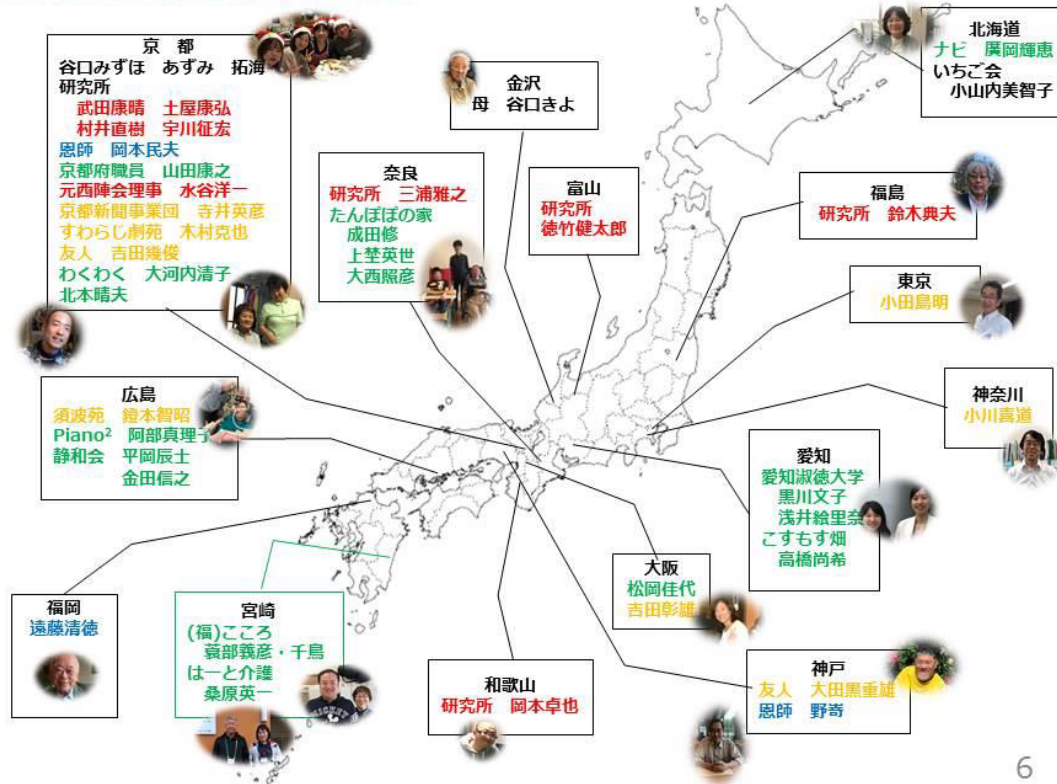 京 都
谷口みずほ あずみ 拓海
研究所
武田康晴 土屋康弘
村井直樹 宇川征宏
恩師 岡本民夫
京都府職員 山田康之
元西陣会理事 水谷洋一
京都新聞事業団 寺井英彦
すわらじ劇苑 木村克也
友人 吉田幾俊
わくわく 大河内清子
北本晴夫
金沢
母 谷口きよ
北海道
ナビ 廣岡輝恵
いちご会
小山内美智子
奈良
研究所 三浦雅之
たんぽぽの家
成田修
上埜英世
大西照彦
富山
研究所
徳竹健太郎
福島
研究所 鈴木典夫
東京
小田島明
広島
須波苑 鐙本智昭
Piano² 阿部真理子
静和会 平岡辰士
金田信之
神奈川
小川喜道
愛知
愛知淑徳大学
黒川文子
浅井絵里奈
こすもす畑
高橋尚希
大阪
松岡佳代
吉田彰雄
福岡
遠藤清徳
宮崎
(福)こころ
蓑部義彦・千鳥
はーと介護
桑原英一
和歌山
研究所 岡本卓也
神戸
友人 大田黒重雄
恩師 野嵜
6